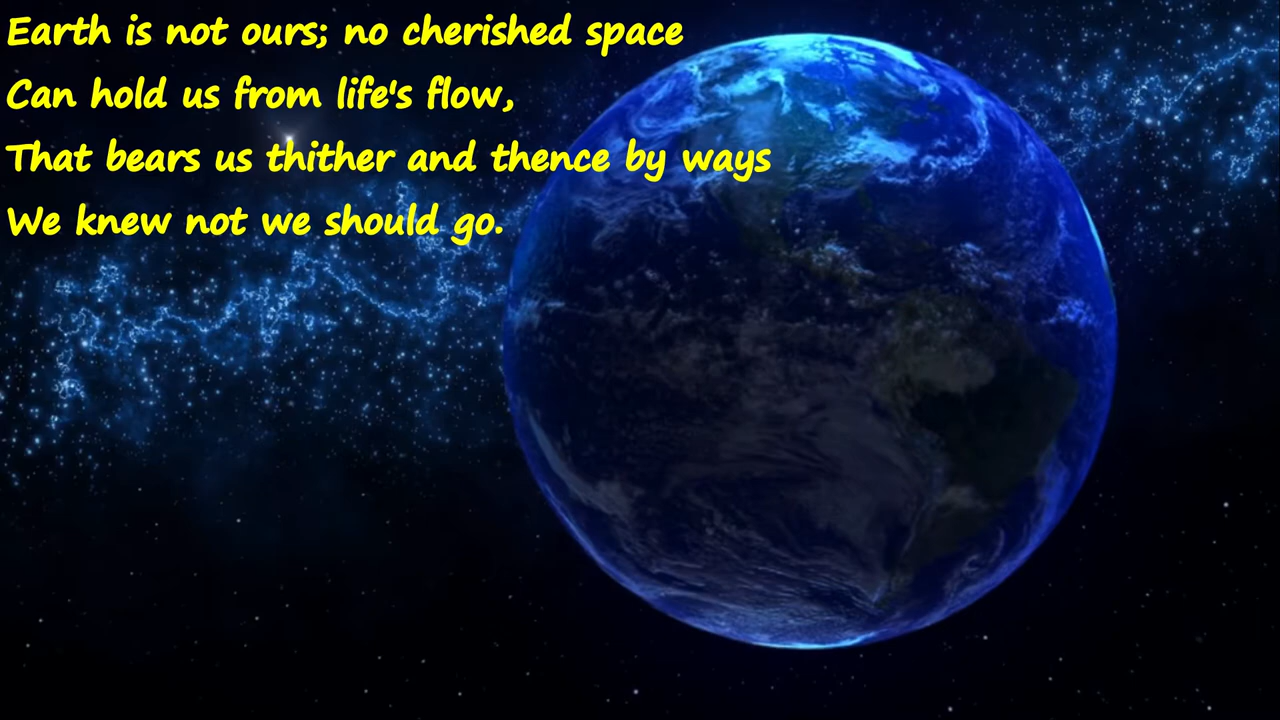 Earth is not ours; no cherished space
Can hold us from life's flow,
That bears us thither and thence by ways
We knew not we should go.